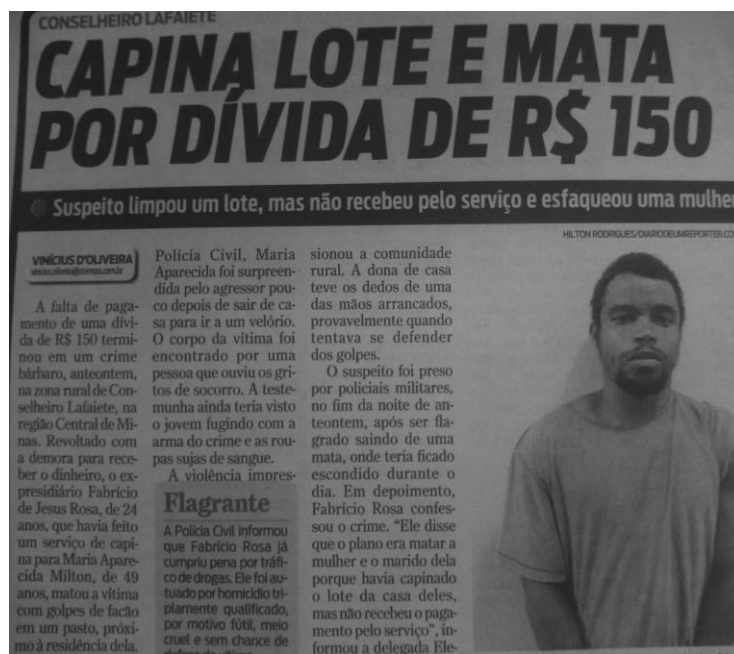 CONSELHEIRO LAFAIETE
CAPINA LOTE E MATA
POR DÍVIDA DE R$ 150
Suspeito limpou um lote, mas não recebeu pelo serviço e esfaqueou uma mulher
HILTON RODRIGUES/DIARIODEUMREPORTER.CO
VINÍCIUS D'OLIVEIRA
vinicius.oliveira@otempo.com.br
A falta de paga-
mento de uma dívi-
da de R$ 150 termi-
nou em um crime
bárbaro, anteontem,
na zona rural de Con-
selheiro Lafaiete, na
região Central de Mi-
nas. Revoltado com
a demora para rece-
ber o dinheiro, o ex-
presidiário Fabrício
de Jesus Rosa, de 24
anos, que havia feito
um serviço de capi-
na para Maria Apare-
cida Milton, de 49
anos, matou a vítima
com golpes de facão
em um pasto, próxi-
mo à residência dela.
Polícia Civil, Maria
Aparecida foi surpreen-
dida pelo agressor pou-
co depois de sair de ca-
sa para ir a um velório.
O corpo da vítima foi
encontrado por uma
pessoa que ouviu os gri-
tos de socorro. A teste-
munha ainda teria visto
o jovem fugindo com a
arma do crime e as rou-
pas sujas de sangue.
A violência impres-
Flagrante
A Polícia Civil informou
que Fabrício Rosa já
cumpriu pena por tráfi-
co de drogas. Ele foi au-
tuado por homicídio tri-
plamente qualificado,
por motivo fútil, meio
cruel e sem chance de
sionou a comunidade
rural. A dona de casa
teve os dedos de uma
das mãos arrancados,
provavelmente quando
tentava se defender
dos golpes.
O suspeito foi preso
por policiais militares,
no fim da noite de an-
teontem, após ser fla-
grado saindo de uma
mata, onde teria ficado
escondido durante o
dia. Em depoimento,
Fabrício Rosa confes-
sou o crime. “Ele disse
que o plano era matar a
mulher e o marido dela
porque havia capinado
o lote da casa deles,
mas não recebeu o paga-
mento pelo serviço”, in-
formou a delegada Ele-